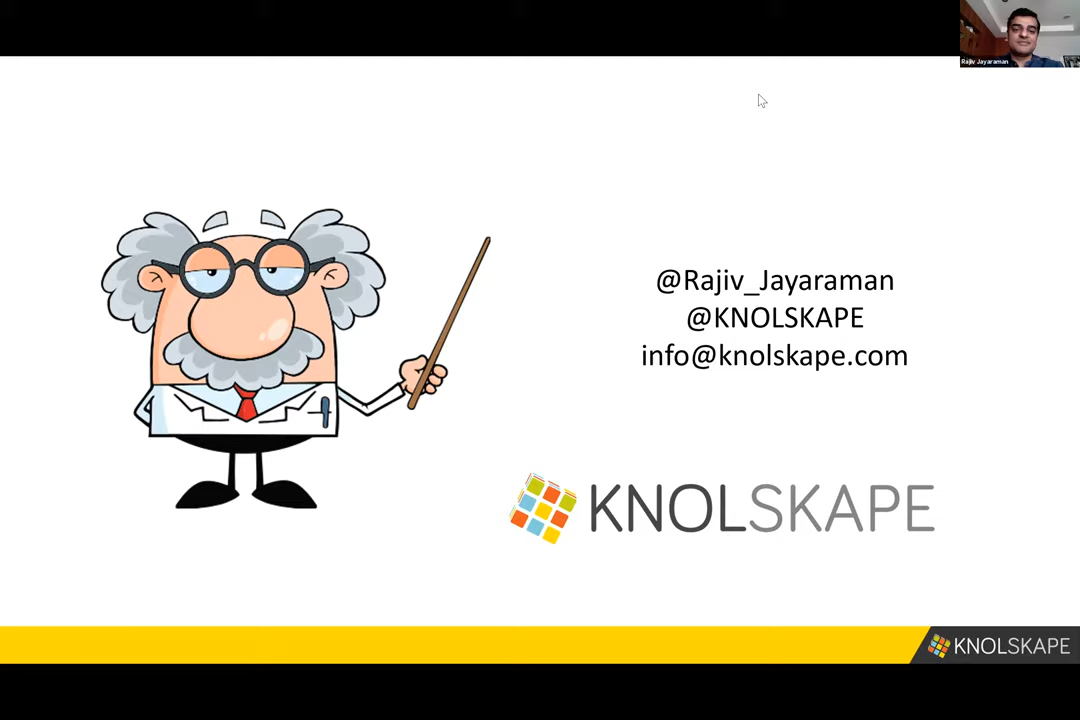 Rajiv Jayaraman
@Rajiv_Jayaraman
@KNOLSKAPE
info@knolskape.com
KNOLSKAPE
KNOLSKAPE